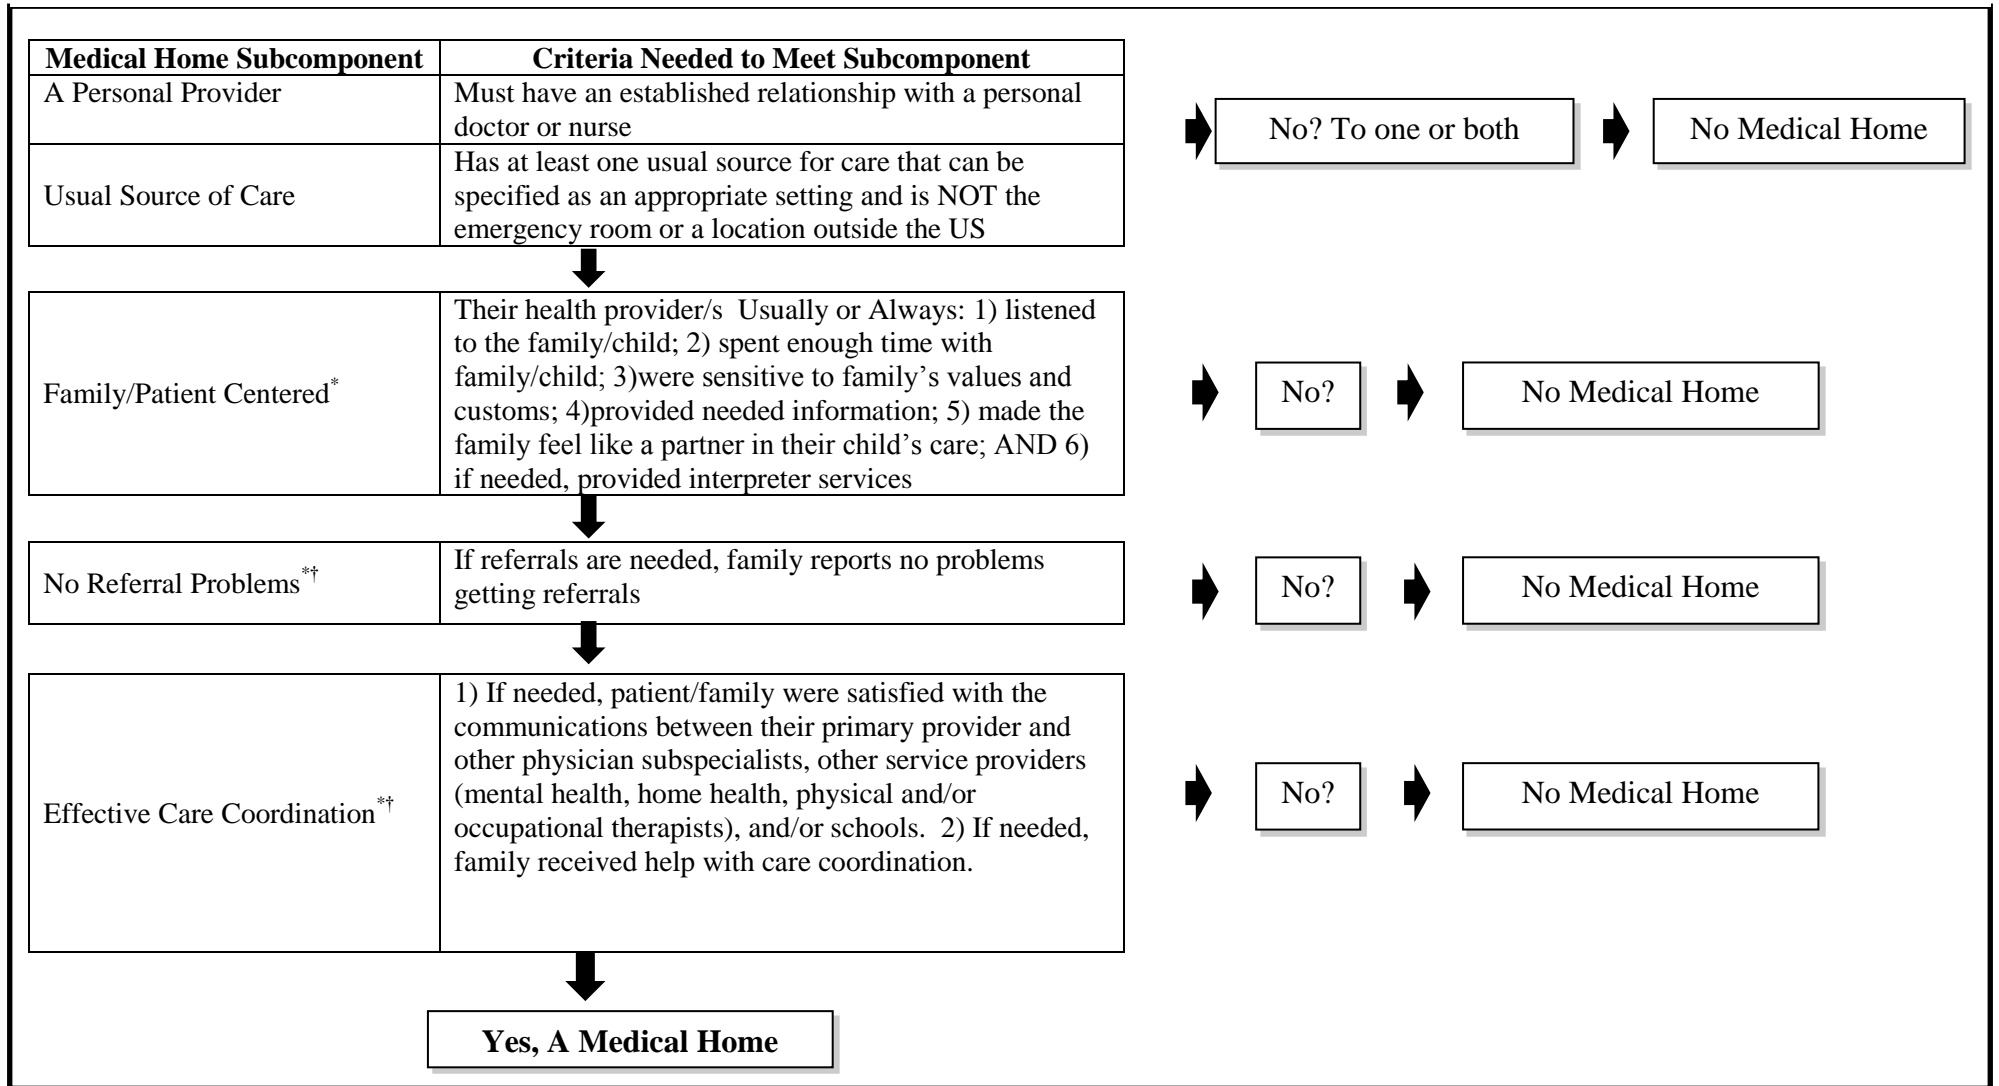 Medical Home Subcomponent
Criteria Needed to Meet Subcomponent
A Personal Provider
Must have an established relationship with a personal
doctor or nurse
No? To one or both
No Medical Home
Usual Source of Care
Has at least one usual source for care that can be
specified as an appropriate setting and is NOT the
emergency room or a location outside the US
Family/Patient Centered*
Their health provider/s  Usually or Always: 1) listened
to the family/child; 2) spent enough time with
family/child; 3)were sensitive to family’s values and
customs; 4)provided needed information; 5) made the
family feel like a partner in their child’s care; AND 6)
if needed, provided interpreter services
No?
No Medical Home
No Referral Problems*†
If referrals are needed, family reports no problems
getting referrals
No?
No Medical Home
Effective Care Coordination*†
1) If needed, patient/family were satisfied with the
communications between their primary provider and
other physician subspecialists, other service providers
(mental health, home health, physical and/or
occupational therapists), and/or schools.  2) If needed,
family received help with care coordination.
No?
No Medical Home
Yes, A Medical Home